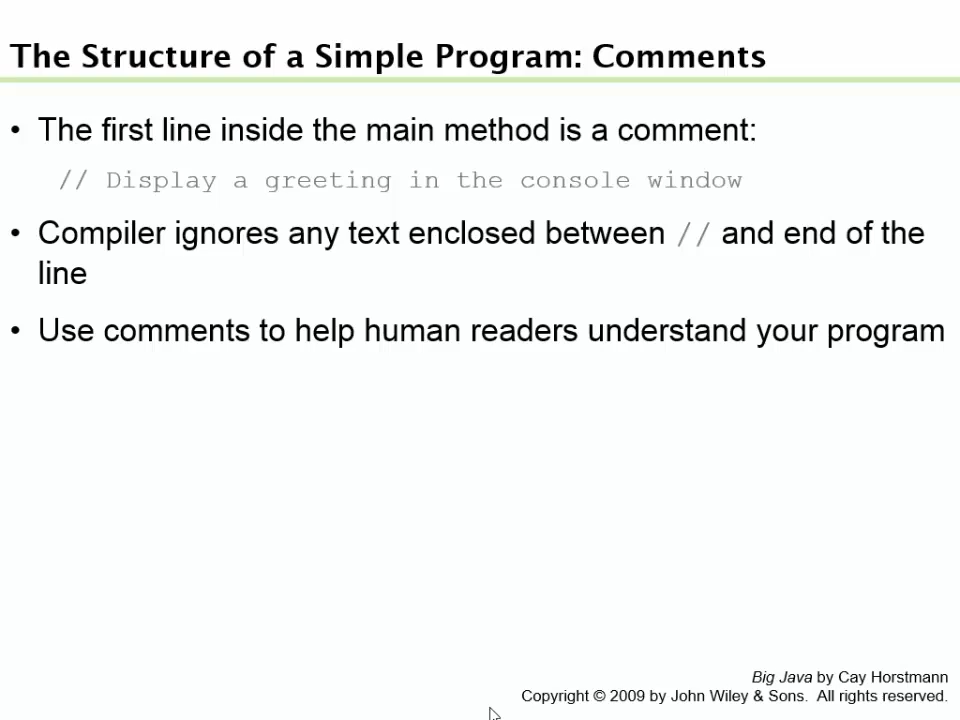 The Structure of a Simple Program: Comments
• The first line inside the main method is a comment:
// Display a greeting in the console window
• Compiler ignores any text enclosed between // and end of the
line
• Use comments to help human readers understand your program
Big Java by Cay Horstmann
Copyright © 2009 by John Wiley & Sons. All rights reserved.